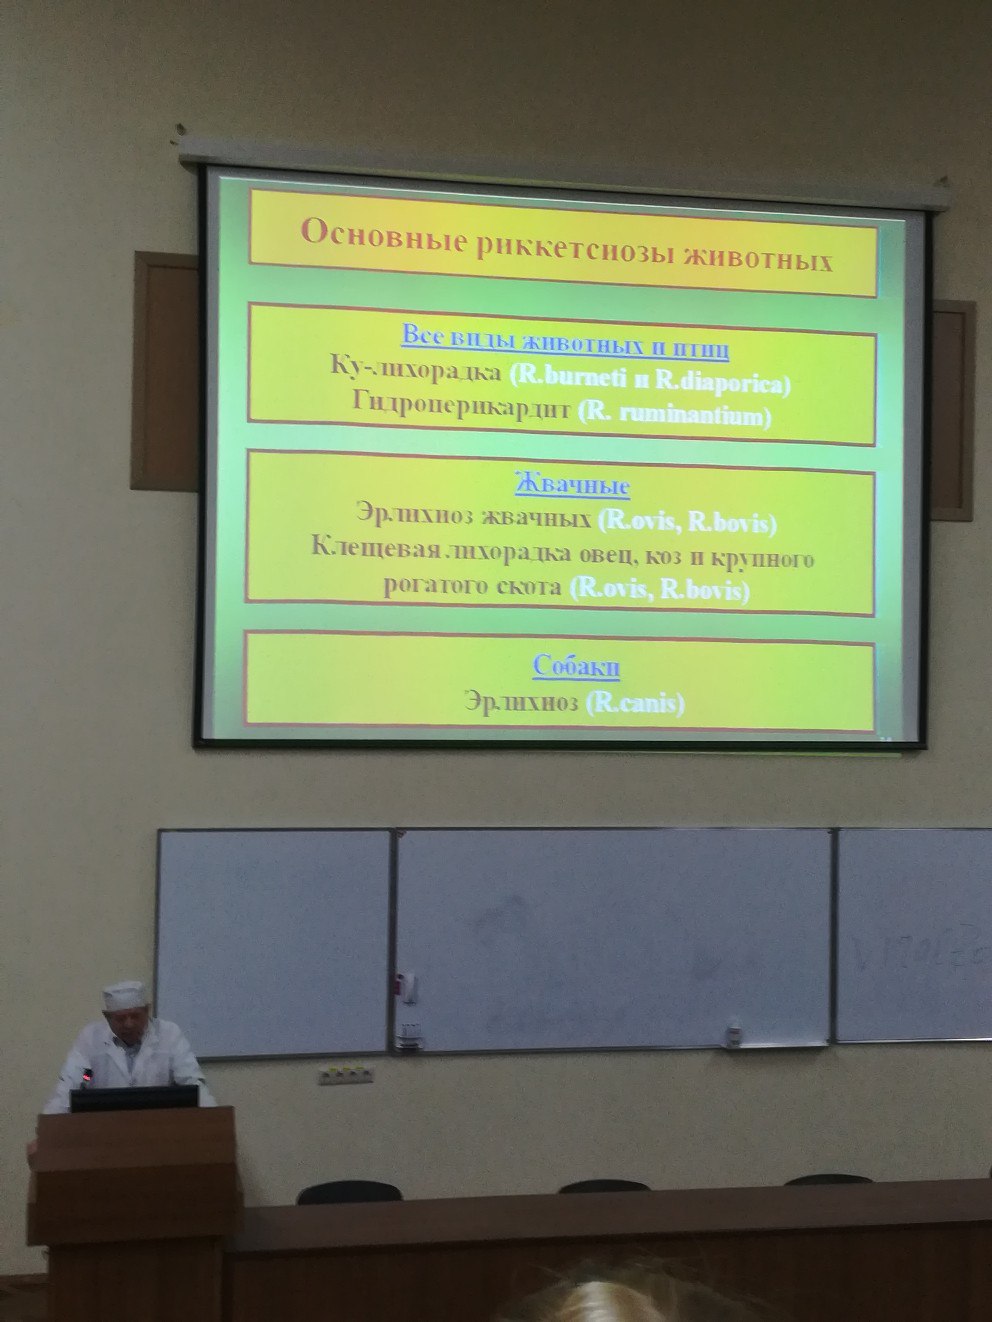 Основные риккетсиозы животных
Все виды животных и птиц
Ку-лихорадка (R.burneti и R.diaporica)
Гидроперикардит (R. ruminantium)
Жвачные
Эрлихиоз жвачных (R.ovis, R.bovis)
Клещевая лихорадка овец, коз и крупного
рогатого скота (R.ovis, R.bovis)
Собаки
Эрлихиоз (R.canis)